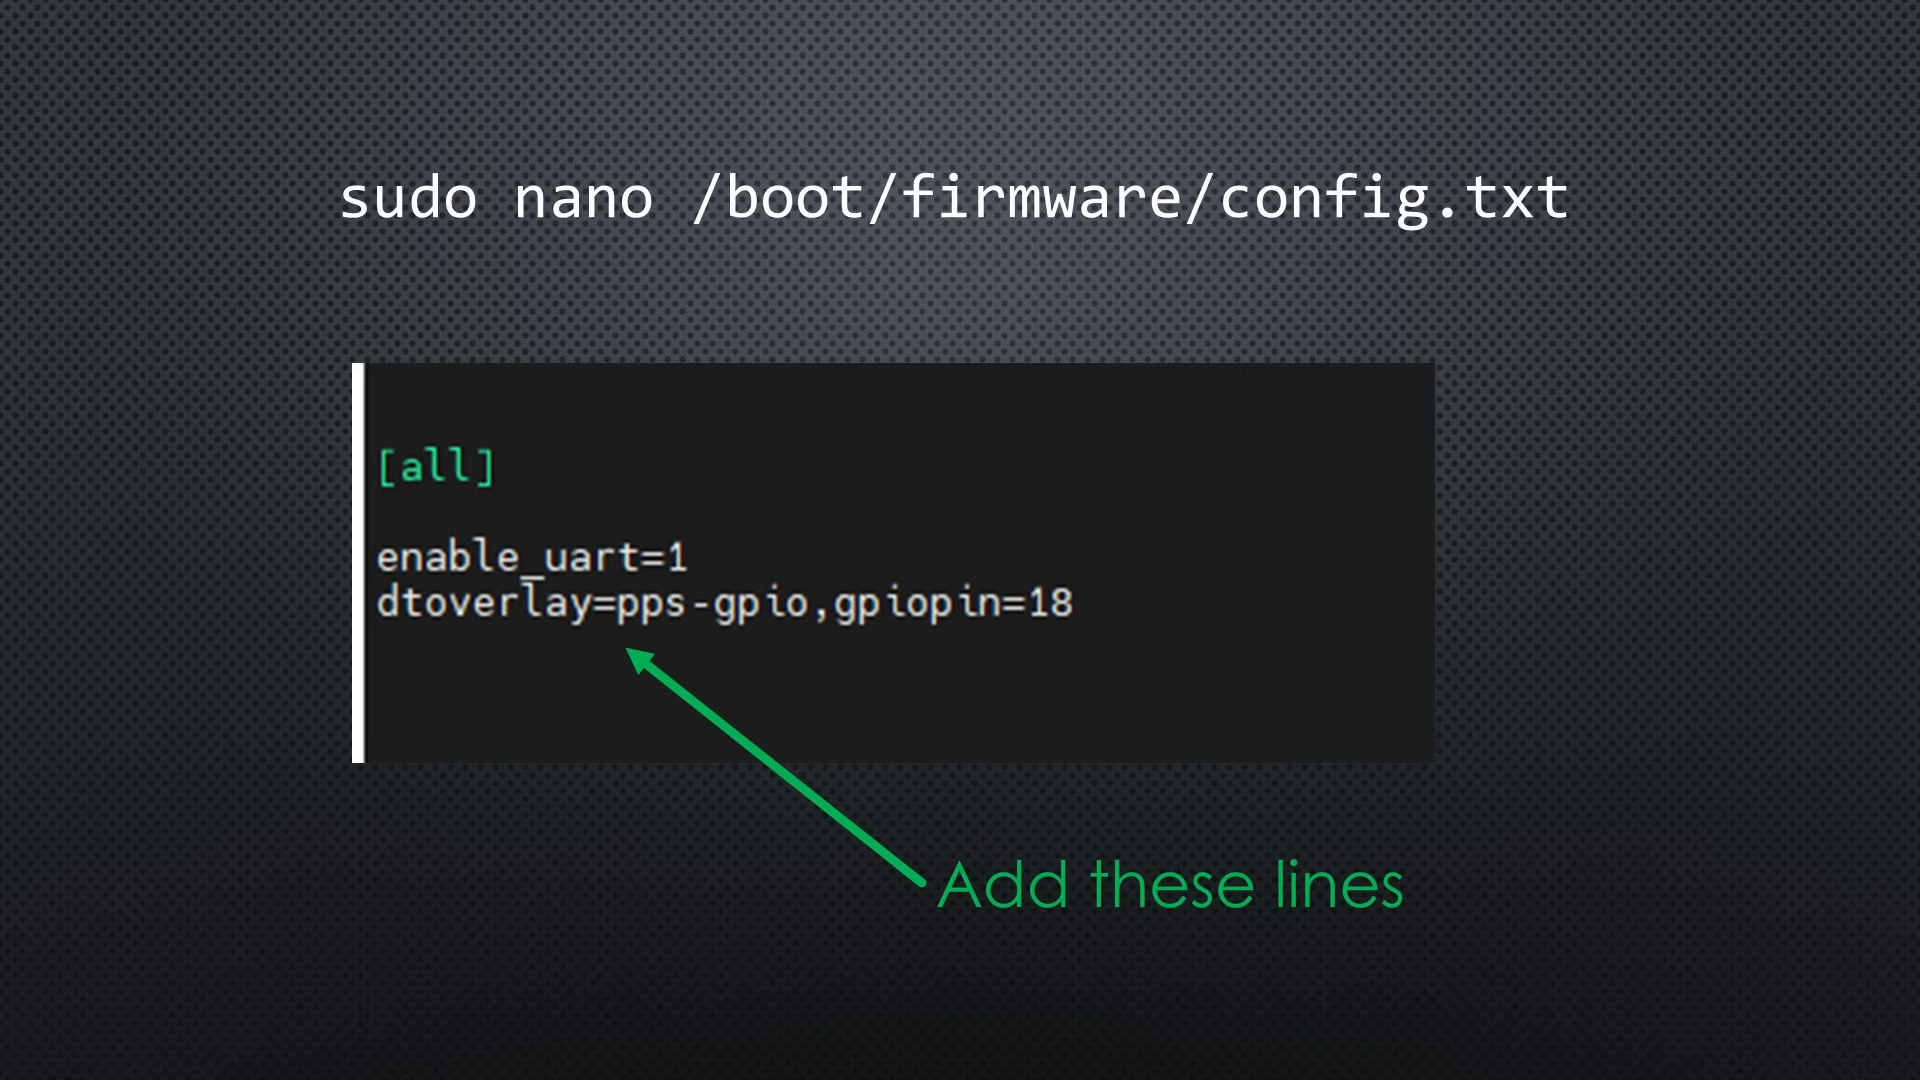 sudo nano /boot/firmware/config.txt
[all]
enable_uart=1
dtoverlay=pps-gpio,gpiopin=18
Add these lines